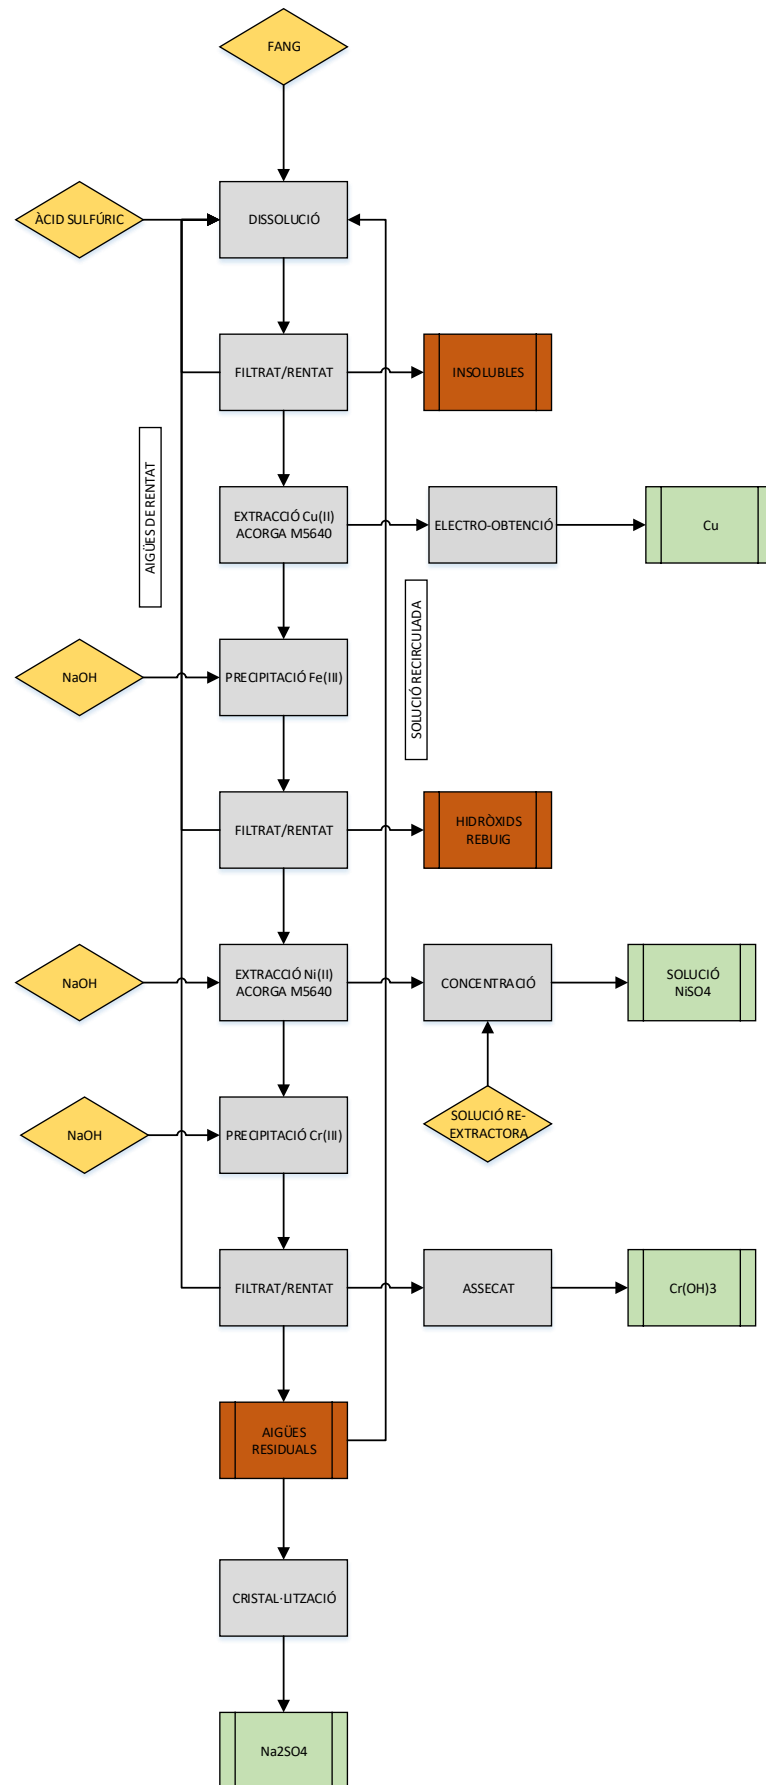 FANG
ÀCID SULFÚRIC
DISSOLUCIÓ
FILTRAT/RENTAT
INSOLUBLES
AIGÜES DE RENTAT
EXTRACCIÓ Cu(II)
ACORGA M5640
ELECTRO-OBTENCIÓ
Cu
SOLUCIÓ RECIRCULADA
NaOH
PRECIPITACIÓ Fe(III)
FILTRAT/RENTAT
HIDRÒXIDS
REBUIG
NaOH
EXTRACCIÓ Ni(II)
ACORGA M5640
CONCENTRACIÓ
SOLUCIÓ
NiSO4
NaOH
PRECIPITACIÓ Cr(III)
SOLUCIÓ RE-
EXTRACTORA
FILTRAT/RENTAT
ASSECAT
Cr(OH)3
AIGÜES
RESIDUALS
CRISTAL·LITZACIÓ
Na2SO4